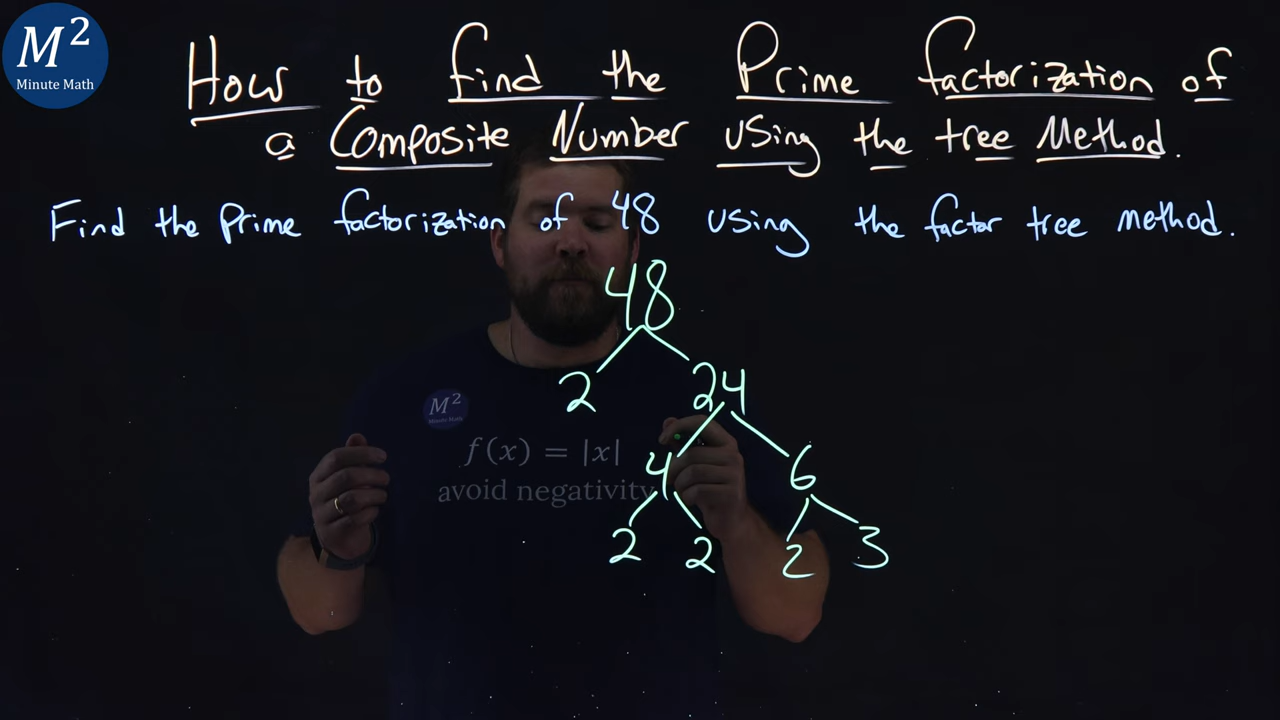 M²
Minute Math
How to find the Prime factorization of
a Composite Number using the tree Method.
Find the Prime factorization of 48 using the factor tree method.
48
2 24
4 6
2 2 2 3
M²
Minute Math
f(x) = |x|
avoid negativity